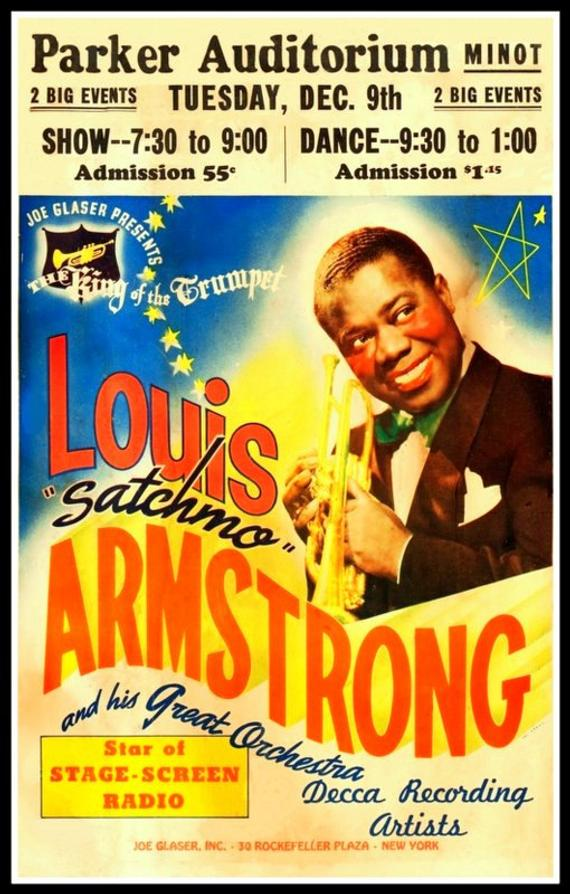 Parker Auditorium MINOT
2 BIG EVENTS TUESDAY, DEC. 9th 2 BIG EVENTS
SHOW--7:30 to 9:00
Admission 55c
DANCE--9:30 to 1:00
Admission $1.15
JOE GLASER PRESENTS
THE King of the Trumpet
LOUIS
"Satchmo"
ARMSTRONG
and his Great Orchestra
Star of
STAGE-SCREEN
RADIO
Decca Recording
Artists
JOE GLASER, INC. - 30 ROCKEFELLER PLAZA - NEW YORK